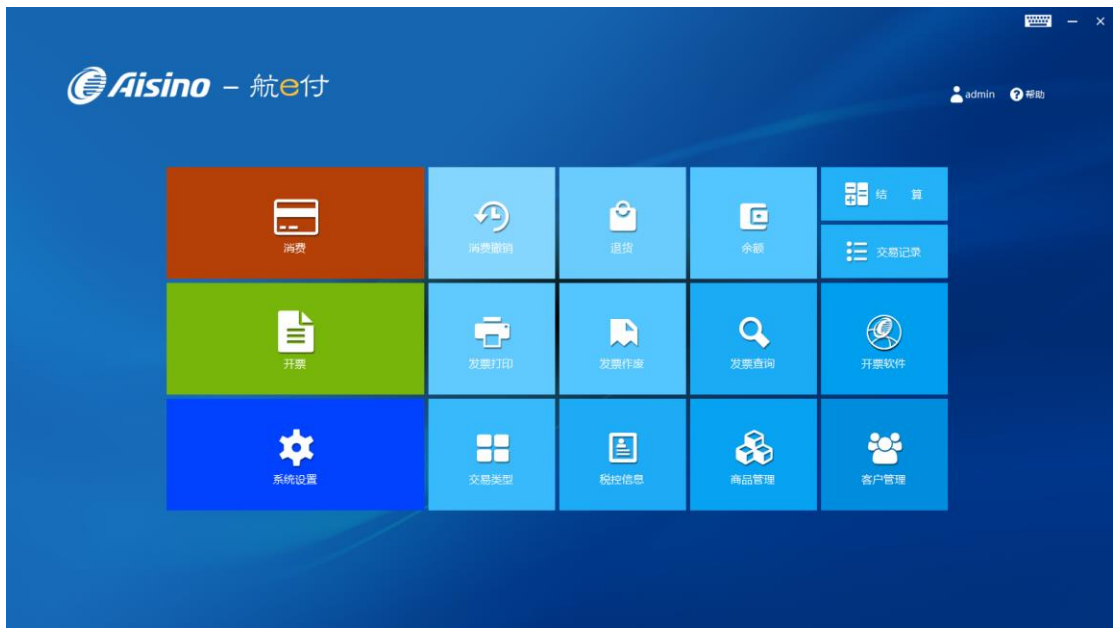 Aisino – 航e付
admin 帮助
消费
消费撤销
退货
余额
结 算
交易记录
开票
发票打印
发票作废
发票查询
开票软件
系统设置
交易类型
税控信息
商品管理
客户管理